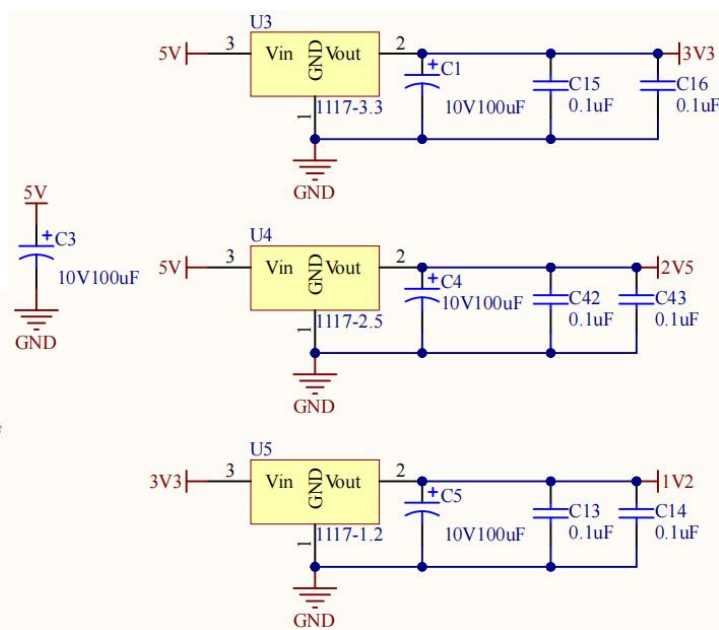 U3
5V
3
Vin
GND
Vout
2
3V3
1
1117-3.3
+
C1
10V100uF
C15
0.1uF
C16
0.1uF
GND
5V
+
C3
10V100uF
GND
U4
5V
3
Vin
GND
Vout
2
2V5
1
1117-2.5
+
C4
10V100uF
C42
0.1uF
C43
0.1uF
GND
U5
3V3
3
Vin
GND
Vout
2
1V2
1
1117-1.2
+
C5
10V100uF
C13
0.1uF
C14
0.1uF
GND